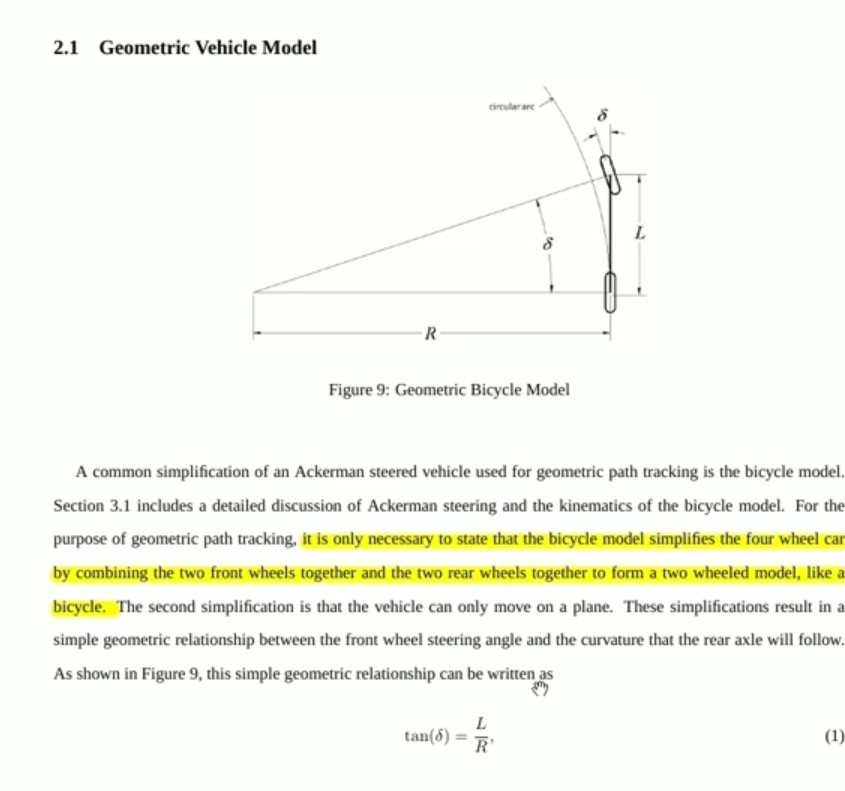 2.1 Geometric Vehicle Model
circular arc
δ
δ
L
R
Figure 9: Geometric Bicycle Model
A common simplification of an Ackerman steered vehicle used for geometric path tracking is the bicycle model.
Section 3.1 includes a detailed discussion of Ackerman steering and the kinematics of the bicycle model. For the
purpose of geometric path tracking, it is only necessary to state that the bicycle model simplifies the four wheel car
by combining the two front wheels together and the two rear wheels together to form a two wheeled model, like a
bicycle. The second simplification is that the vehicle can only move on a plane. These simplifications result in a
simple geometric relationship between the front wheel steering angle and the curvature that the rear axle will follow.
As shown in Figure 9, this simple geometric relationship can be written as
tan(δ) = L/R, (1)